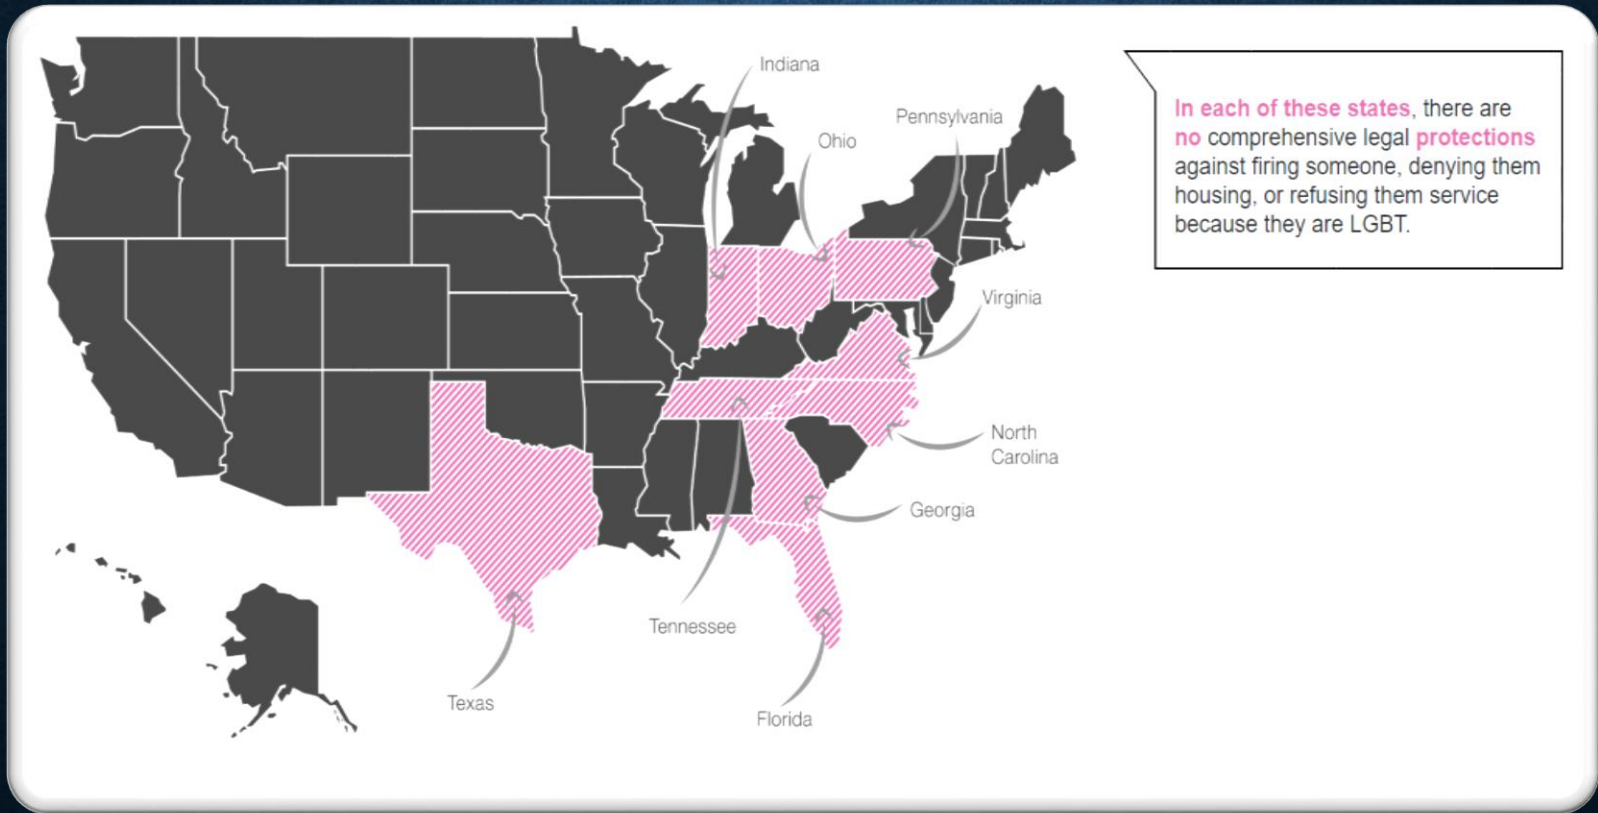 Indiana
Pennsylvania
Ohio
In each of these states, there are
no comprehensive legal protections
against firing someone, denying them
housing, or refusing them service
because they are LGBT.
Virginia
North
Carolina
Georgia
Tennessee
Texas
Florida